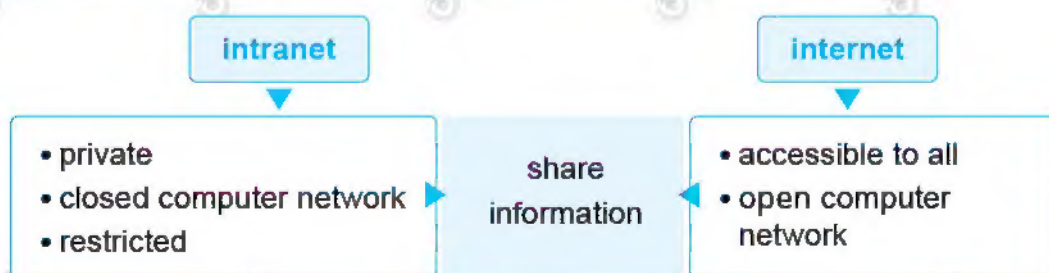 intranet
internet
• private
• closed computer network
• restricted
share
information
• accessible to all
• open computer
network